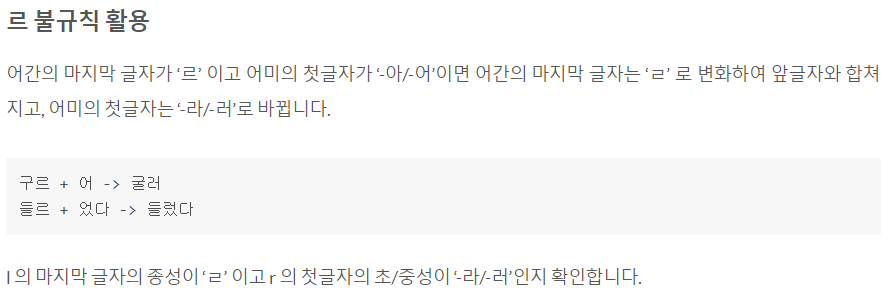 르 불규칙 활용
어간의 마지막 글자가 ‘르’ 이고 어미의 첫글자가 ‘-아/-어’이면 어간의 마지막 글자는 ‘ㄹ’ 로 변화하여 앞글자와 합쳐
지고, 어미의 첫글자는 ‘-라/-러’로 바뀝니다.
구르 + 어 -> 굴러
들르 + 었다 -> 들렀다
l 의 마지막 글자의 종성이 ‘ㄹ’ 이고 r 의 첫글자의 초/중성이 ‘-라/-러’인지 확인합니다.